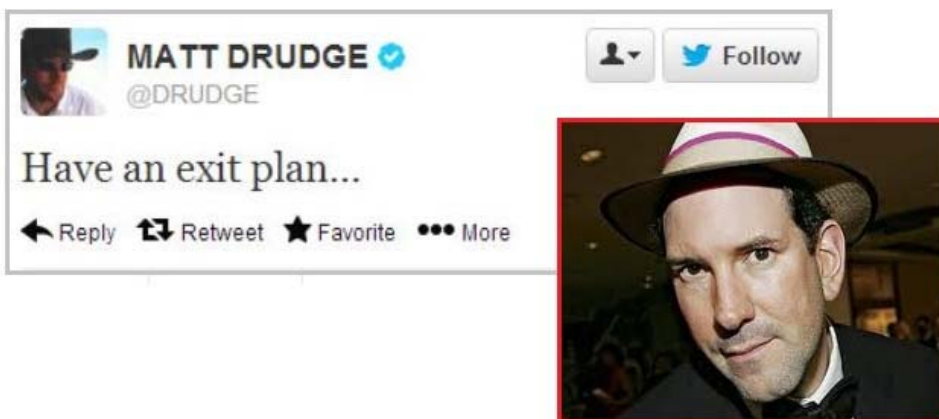 MATT DRUDGE
Follow
@DRUDGE
Have an exit plan...
Reply Retweet Favorite More